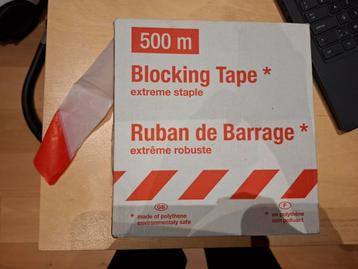 500 m
Blocking Tape *
extreme staple
Ruban de Barrage *
extrême robuste
GB
F
* made of polythene
environmentaly safe
* en polythène
non polluant